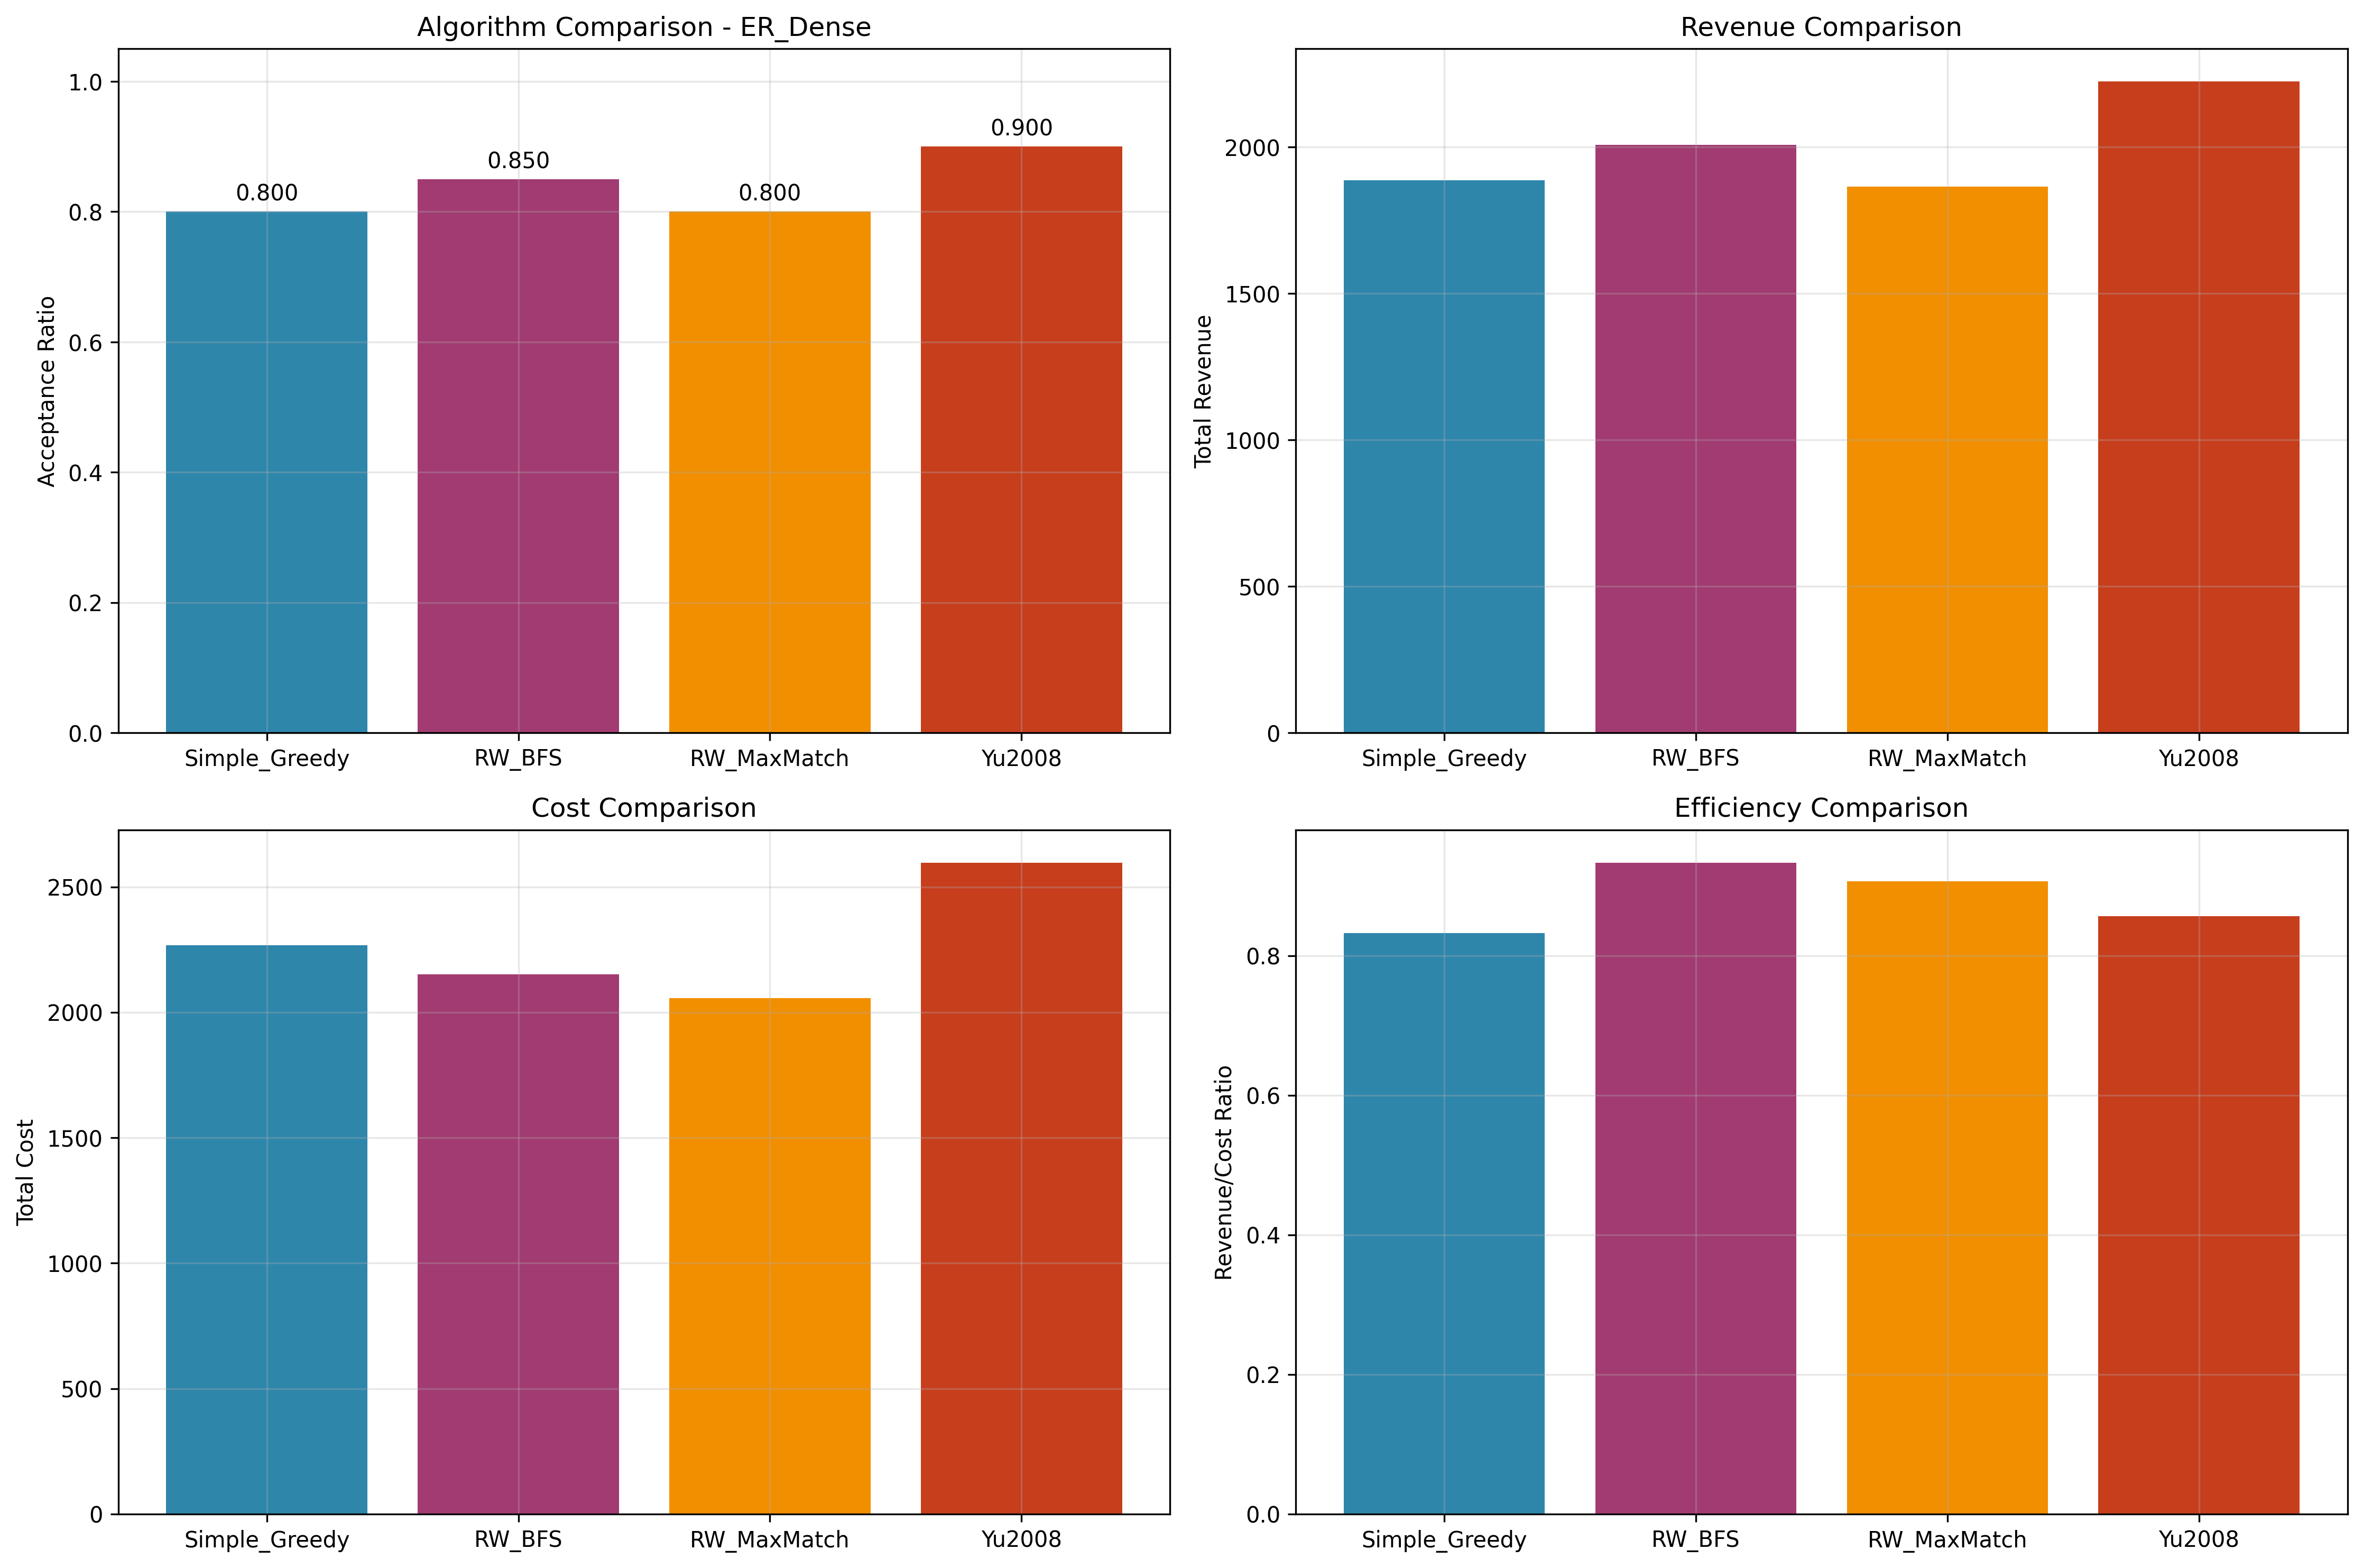 Algorithm Comparison - ER_Dense
Acceptance Ratio
1.0
0.8
0.6
0.4
0.2
0.0
0.800
0.850
0.800
0.900
Simple_Greedy
RW_BFS
RW_MaxMatch
Yu2008
Revenue Comparison
Total Revenue
2000
1500
1000
500
0
Simple_Greedy
RW_BFS
RW_MaxMatch
Yu2008
Cost Comparison
Total Cost
2500
2000
1500
1000
500
0
Simple_Greedy
RW_BFS
RW_MaxMatch
Yu2008
Efficiency Comparison
Revenue/Cost Ratio
0.8
0.6
0.4
0.2
0.0
Simple_Greedy
RW_BFS
RW_MaxMatch
Yu2008